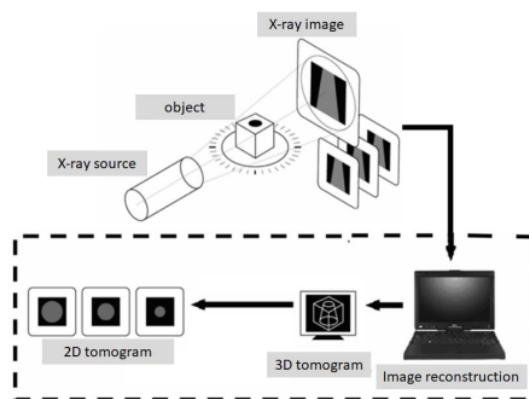 X-ray image
object
X-ray source
2D tomogram
3D tomogram
Image reconstruction